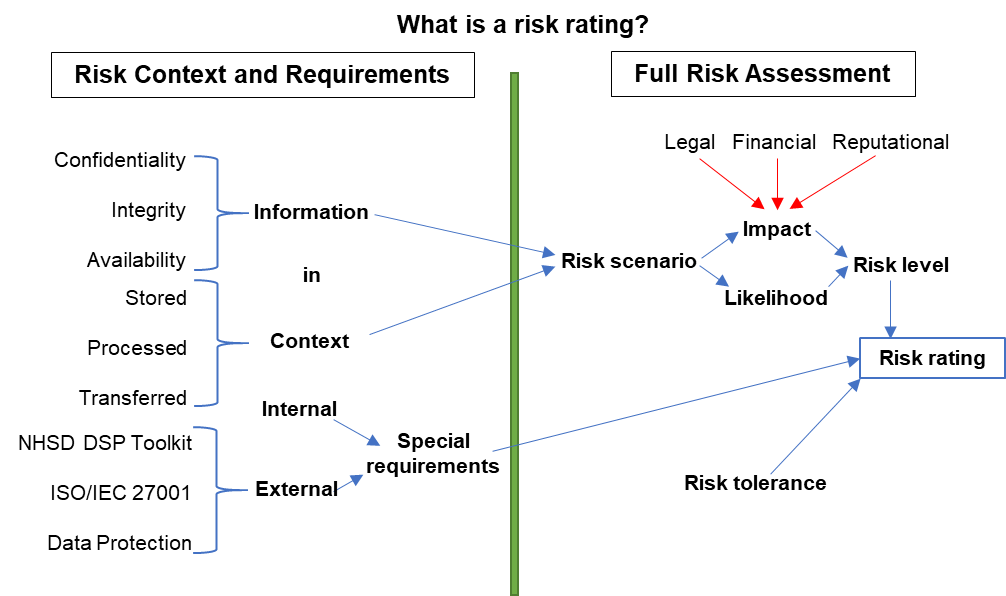 What is a risk rating?
Risk Context and Requirements
Full Risk Assessment
Confidentiality
Integrity
Availability
Information
in
Stored
Processed
Transferred
Context
Internal
NHSD DSP Toolkit
ISO/IEC 27001
Data Protection
External
Special
requirements
Legal
Financial
Reputational
Impact
Risk scenario
Likelihood
Risk level
Risk rating
Risk tolerance